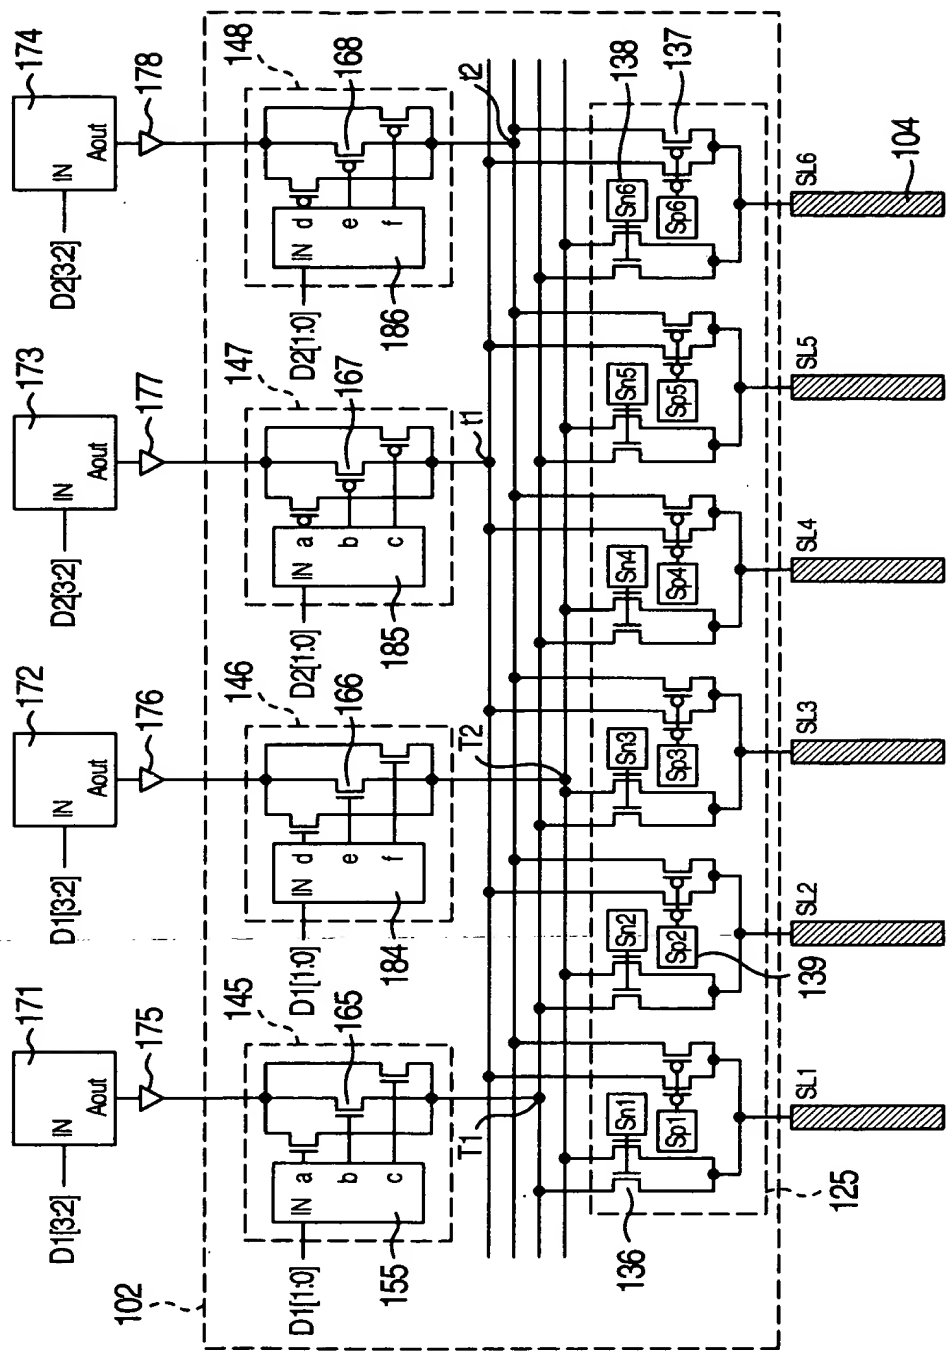 171
172
173
174
IN
Aout
IN
Aout
IN
Aout
IN
Aout
D1[3:2]
D1[3:2]
D2[3:2]
D2[3:2]
175
176
177
178
102
145
146
147
148
165
166
167
168
IN a
b
c
IN d
e
f
IN a
b
c
IN d
e
f
D1[1:0]
D1[1:0]
D2[1:0]
D2[1:0]
155
184
185
186
T1
T2
t1
t2
136
138
137
Sn1
Sn2
Sn3
Sn4
Sn5
Sn6
Sp1
Sp2
Sp3
Sp4
Sp5
Sp6
139
125
SL1
SL2
SL3
SL4
SL5
SL6
104